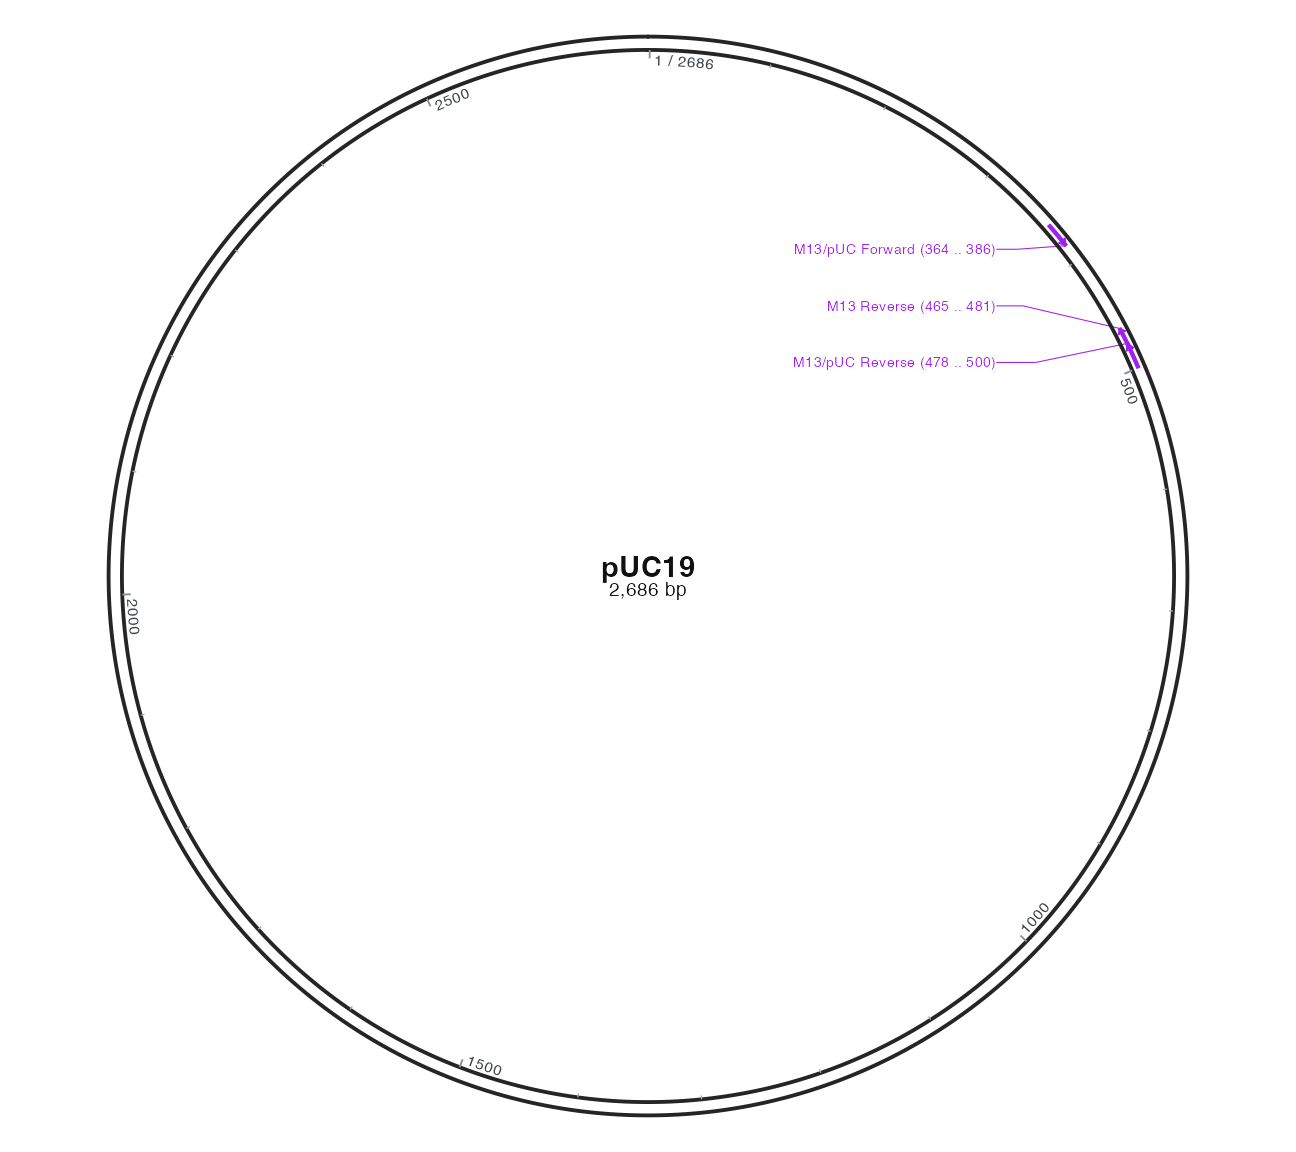 1 / 2686
2500
M13/pUC Forward (364 .. 386)
M13 Reverse (465 .. 481)
M13/pUC Reverse (478 .. 500)
500
pUC19
2,686 bp
2000
1000
1500